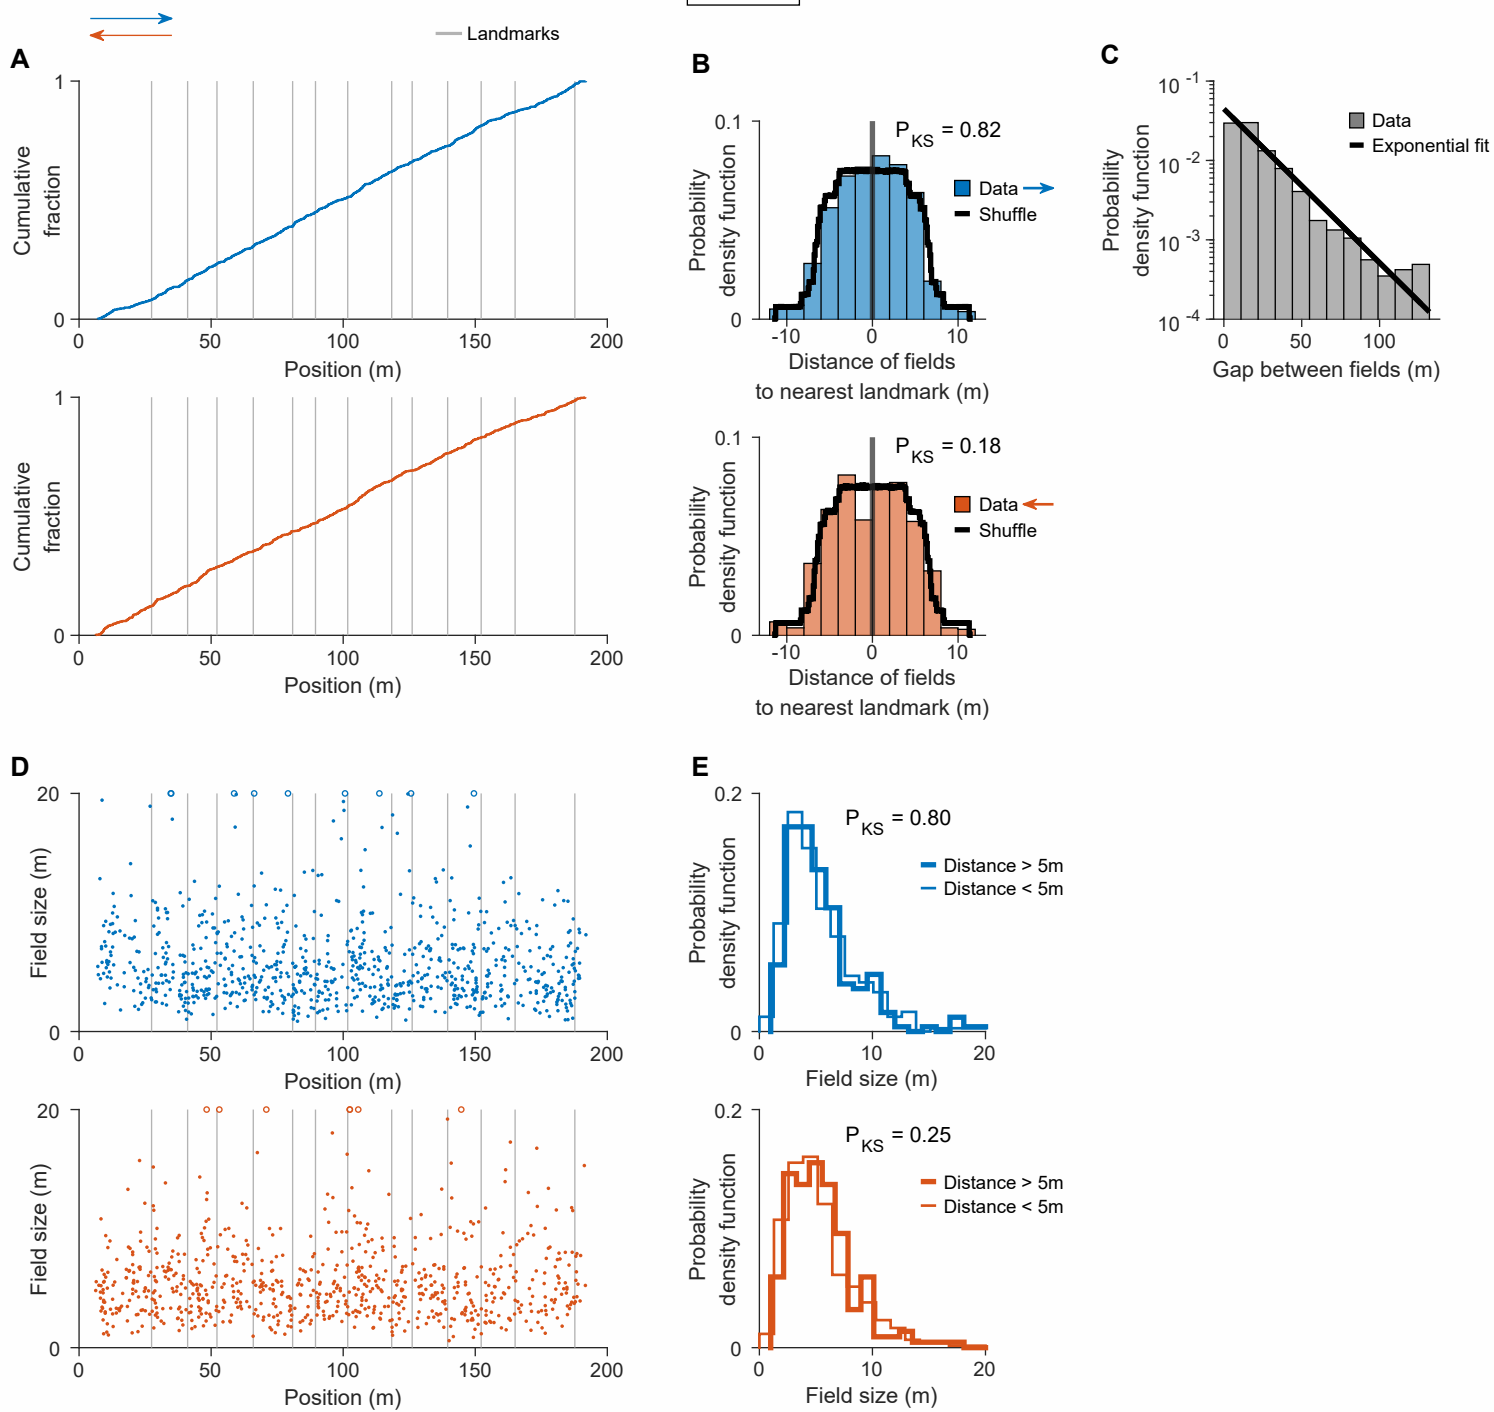 Landmarks
A
1
0
Cumulative
fraction
0 50 100 150 200
Position (m)
1
0
Cumulative
fraction
0 50 100 150 200
Position (m)
B
0.1
0
Probability
density function
P_KS = 0.82
Data
Shuffle
-10 0 10
Distance of fields
to nearest landmark (m)
0.1
0
Probability
density function
P_KS = 0.18
Data
Shuffle
-10 0 10
Distance of fields
to nearest landmark (m)
C
10^-1
10^-2
10^-3
10^-4
Probability
density function
Data
Exponential fit
0 50 100
Gap between fields (m)
D
20
0
Field size (m)
0 50 100 150 200
Position (m)
20
0
Field size (m)
0 50 100 150 200
Position (m)
E
0.2
0
Probability
density function
P_KS = 0.80
Distance > 5m
Distance < 5m
0 10 20
Field size (m)
0.2
0
Probability
density function
P_KS = 0.25
Distance > 5m
Distance < 5m
0 10 20
Field size (m)